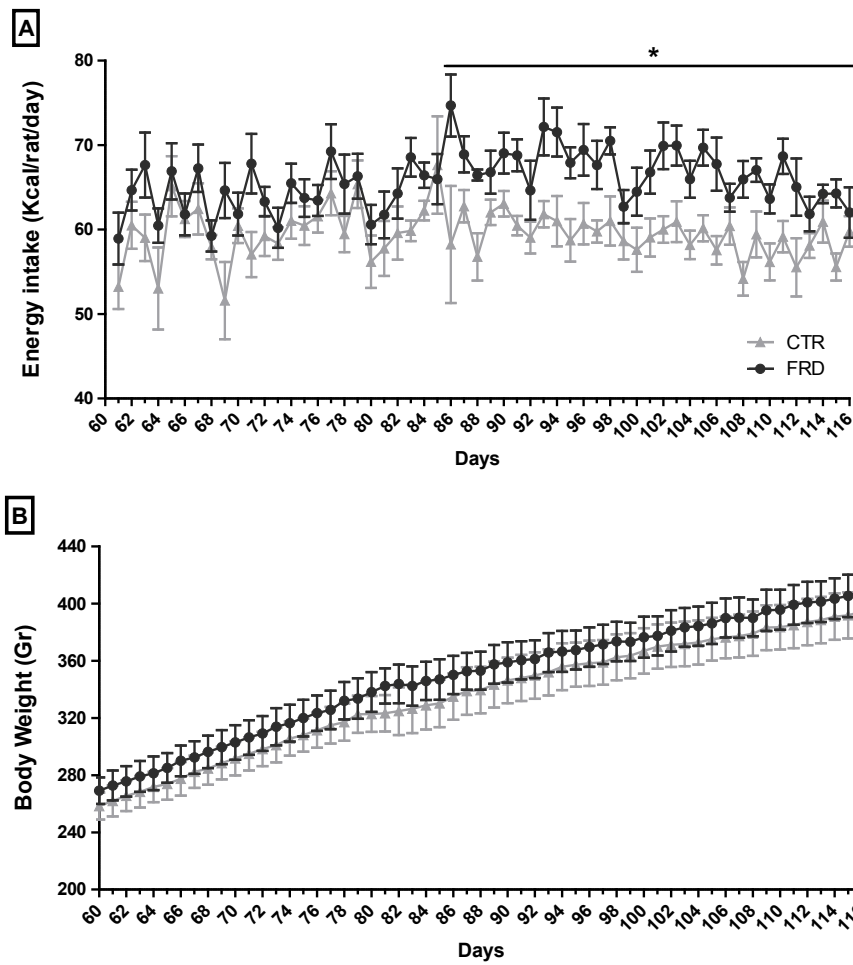 A
*
Energy intake (Kcal/rat/day)
80
70
60
50
40
CTR
FRD
60 62 64 66 68 70 72 74 76 78 80 82 84 86 88 90 92 94 96 98 100 102 104 106 108 110 112 114 116
Days
B
Body Weight (Gr)
440
400
360
320
280
240
200
60 62 64 66 68 70 72 74 76 78 80 82 84 86 88 90 92 94 96 98 100 102 104 106 108 110 112 114
Days